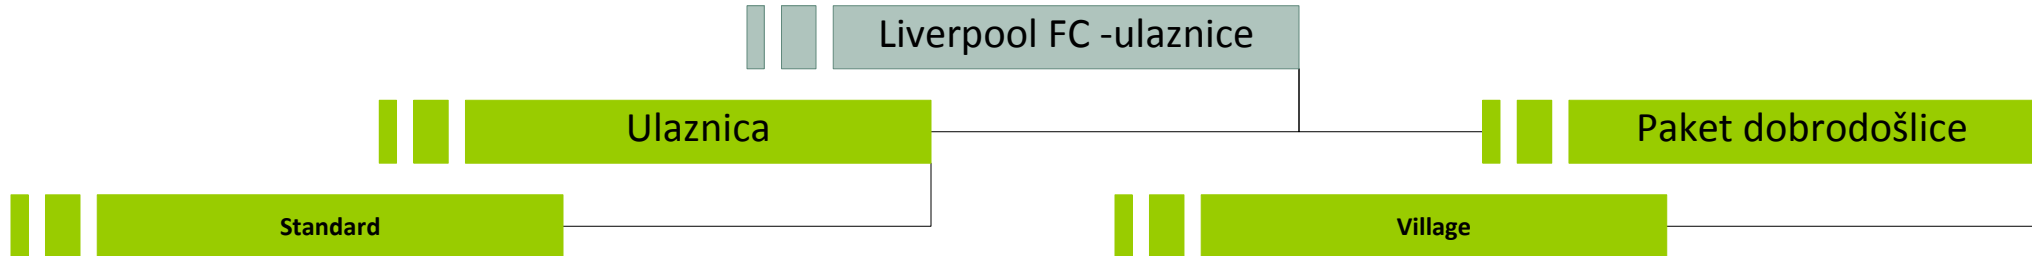 Liverpool FC -ulaznice
Ulaznica
Paket dobrodošlice
Standard
Village